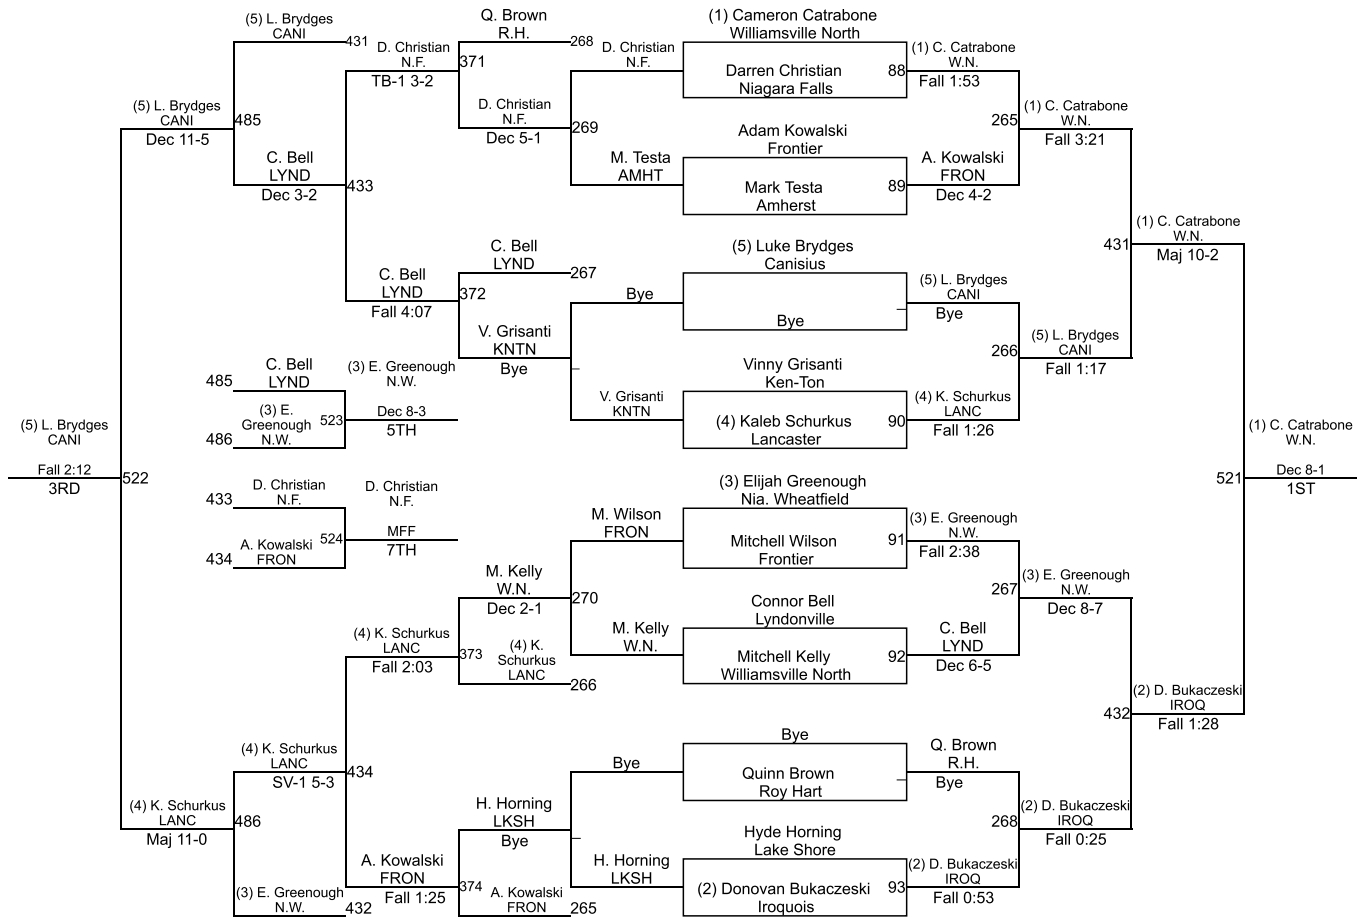 (5) L. Brydges
CANI
431
Q. Brown
R.H.
268
(1) Cameron Catrabone
Williamsville North
D. Christian
N.F.
TB-1 3-2
371
D. Christian
N.F.
Darren Christian
Niagara Falls
88
(1) C. Catrabone
W.N.
Fall 1:53
(5) L. Brydges
CANI
Dec 11-5
485
D. Christian
N.F.
Dec 5-1
269
265
(1) C. Catrabone
W.N.
Fall 3:21
Adam Kowalski
Frontier
C. Bell
LYND
Dec 3-2
433
M. Testa
AMHT
Mark Testa
Amherst
89
A. Kowalski
FRON
Dec 4-2
C. Bell
LYND
267
(5) Luke Brydges
Canisius
431
(1) C. Catrabone
W.N.
Maj 10-2
C. Bell
LYND
Fall 4:07
372
Bye
Bye
(5) L. Brydges
CANI
Bye
V. Grisanti
KNTN
Bye
266
(5) L. Brydges
CANI
Fall 1:17
485
C. Bell
LYND
(3) E. Greenough
N.W.
Vinny Grisanti
Ken-Ton
(3) E.
Greenough
N.W.
486
523
Dec 8-3
5TH
V. Grisanti
KNTN
(4) Kaleb Schurkus
Lancaster
90
(4) K. Schurkus
LANC
Fall 1:26
(5) L. Brydges
CANI
Fall 2:12
3RD
522
521
(1) C. Catrabone
W.N.
Dec 8-1
1ST
433
D. Christian
N.F.
D. Christian
N.F.
(3) Elijah Greenough
Nia. Wheatfield
434
A. Kowalski
FRON
524
MFF
7TH
M. Wilson
FRON
Mitchell Wilson
Frontier
91
(3) E. Greenough
N.W.
Fall 2:38
M. Kelly
W.N.
Dec 2-1
270
267
(3) E. Greenough
N.W.
Dec 8-7
Connor Bell
Lyndonville
(4) K. Schurkus
LANC
Fall 2:03
373
(4) K.
Schurkus
LANC
266
M. Kelly
W.N.
Mitchell Kelly
Williamsville North
92
C. Bell
LYND
Dec 6-5
432
(2) D. Bukaczeski
IROQ
Fall 1:28
(4) K. Schurkus
LANC
SV-1 5-3
434
Bye
Bye
Quinn Brown
Roy Hart
Q. Brown
R.H.
Bye
(4) K. Schurkus
LANC
Maj 11-0
486
H. Horning
LKSH
Bye
268
(2) D. Bukaczeski
IROQ
Fall 0:25
Hyde Horning
Lake Shore
A. Kowalski
FRON
Fall 1:25
374
H. Horning
LKSH
(2) Donovan Bukaczeski
Iroquois
93
(2) D. Bukaczeski
IROQ
Fall 0:53
(3) E. Greenough
N.W.
432
A. Kowalski
FRON
265